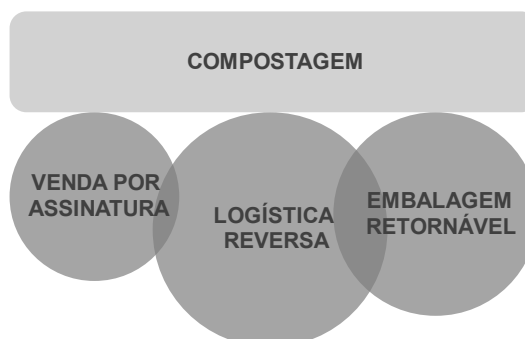 COMPOSTAGEM
VENDA POR
ASSINATURA
LOGÍSTICA
REVERSA
EMBALAGEM
RETORNÁVEL